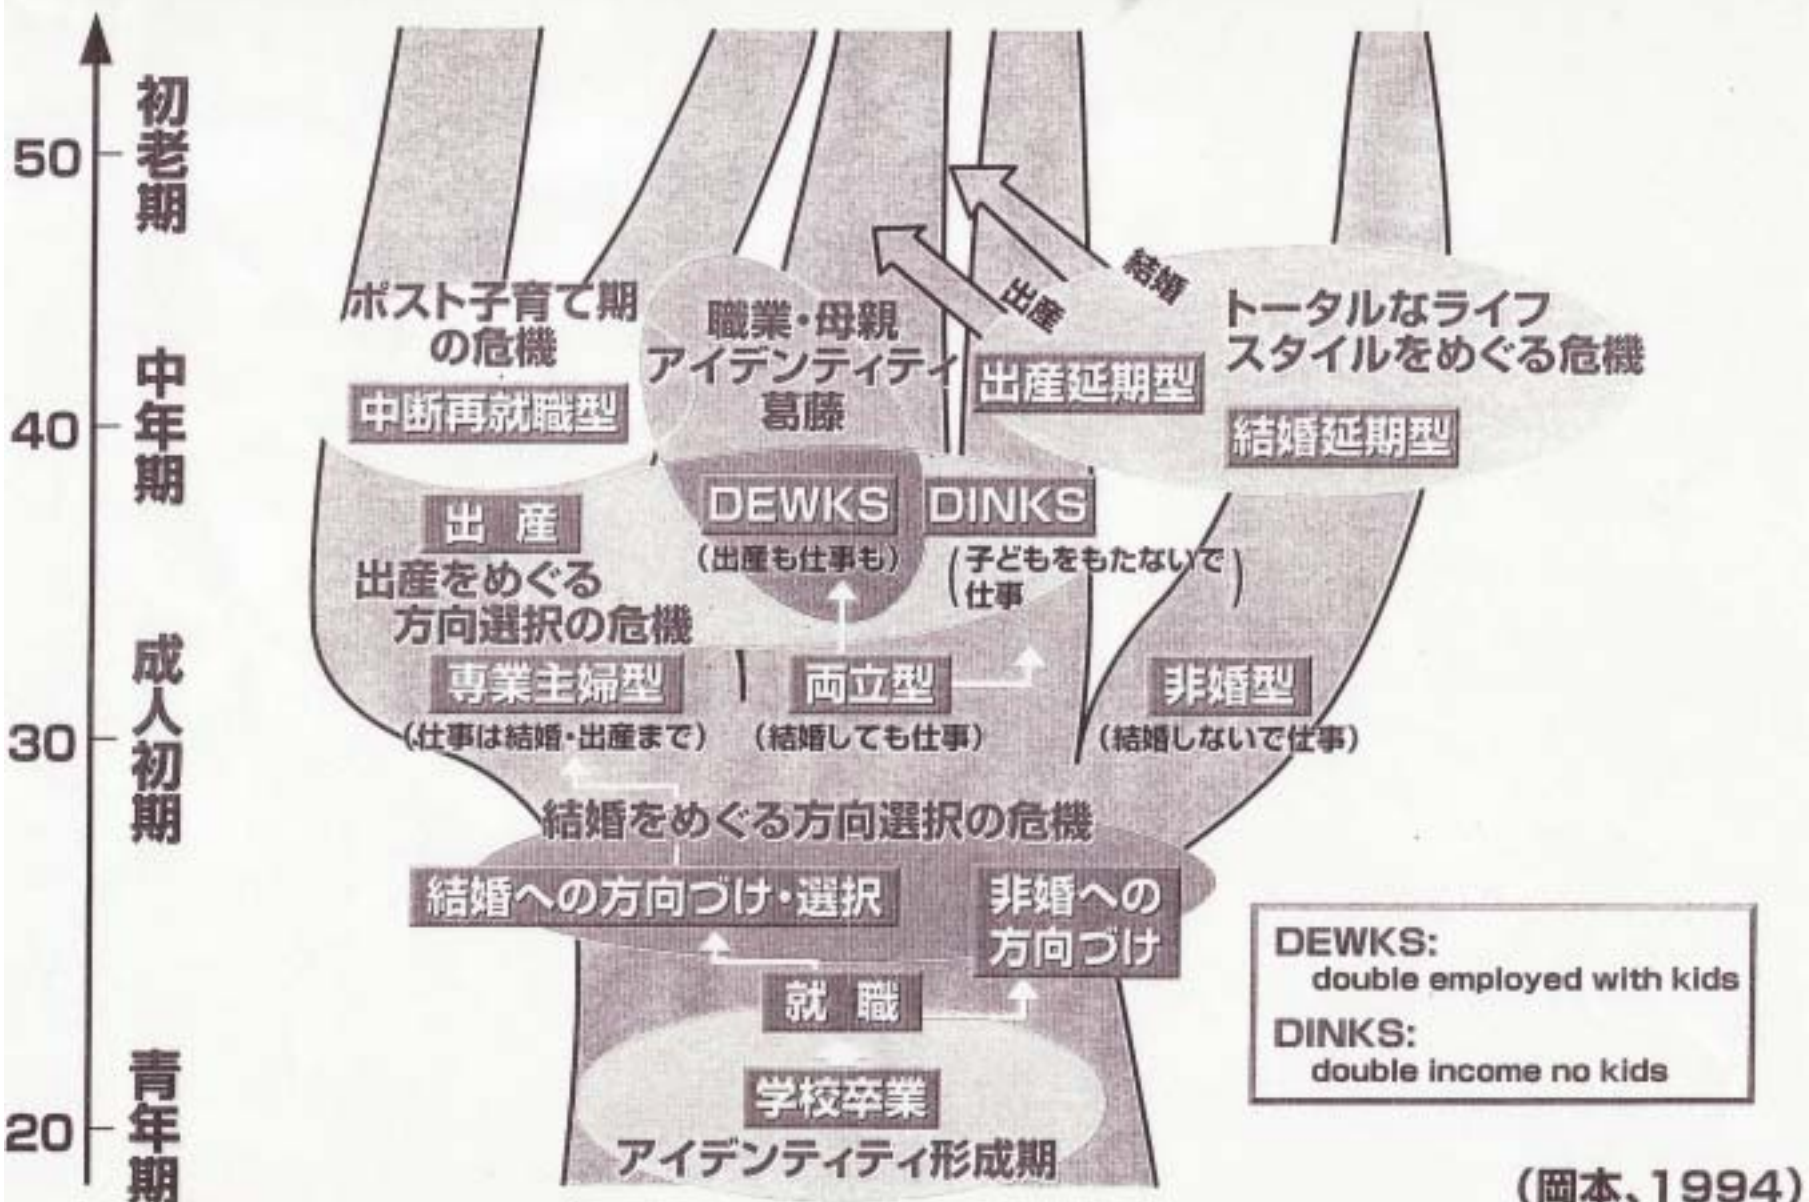 初老期
50
中年期
40
成人初期
30
青年期
20
結婚
出産
ポスト子育て期
の危機
中断再就職型
職業・母親
アイデンティティ
葛藤
トータルなライフ
スタイルをめぐる危機
出産延期型
結婚延期型
出 産
出産をめぐる
方向選択の危機
DEWKS
(出産も仕事も)
DINKS
(子どもをもたないで
仕事)
専業主婦型
(仕事は結婚・出産まで)
両立型
(結婚しても仕事)
非婚型
(結婚しないで仕事)
結婚をめぐる方向選択の危機
結婚への方向づけ・選択
非婚への
方向づけ
就 職
学校卒業
アイデンティティ形成期
DEWKS:
double employed with kids
DINKS:
double income no kids
(岡本、1994)